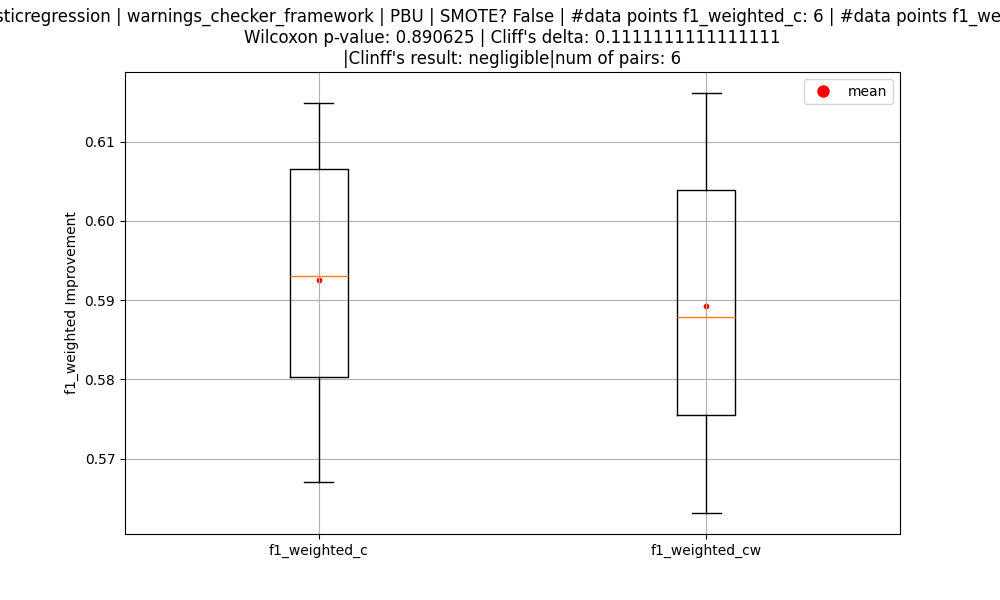 sticregression | warnings_checker_framework | PBU | SMOTE? False | #data points f1_weighted_c: 6 | #data points f1_we
Wilcoxon p-value: 0.890625 | Cliff's delta: 0.1111111111111111
|Clinff's result: negligible|num of pairs: 6
mean
0.61
0.60
0.59
0.58
0.57
f1_weighted Improvement
f1_weighted_c
f1_weighted_cw